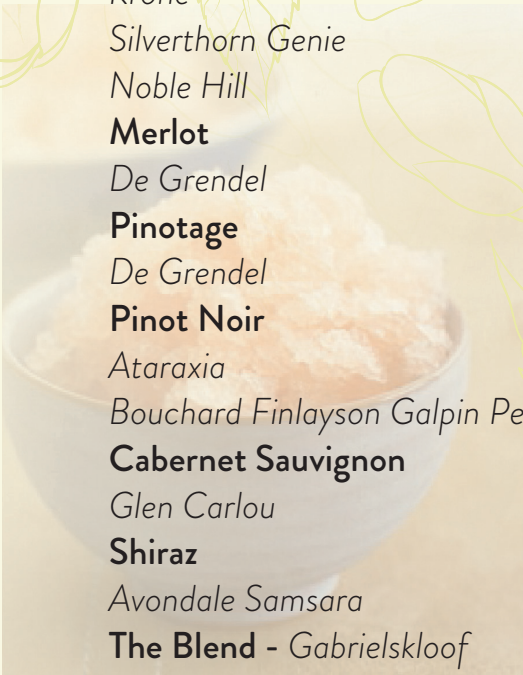 Krone
Silverthorn Genie
Noble Hill
Merlot
De Grendel
Pinotage
De Grendel
Pinot Noir
Ataraxia
Bouchard Finlayson Galpin
Cabernet Sauvignon
Glen Carlou
Shiraz
Avondale Samsara
The Blend - Gabrielskloof